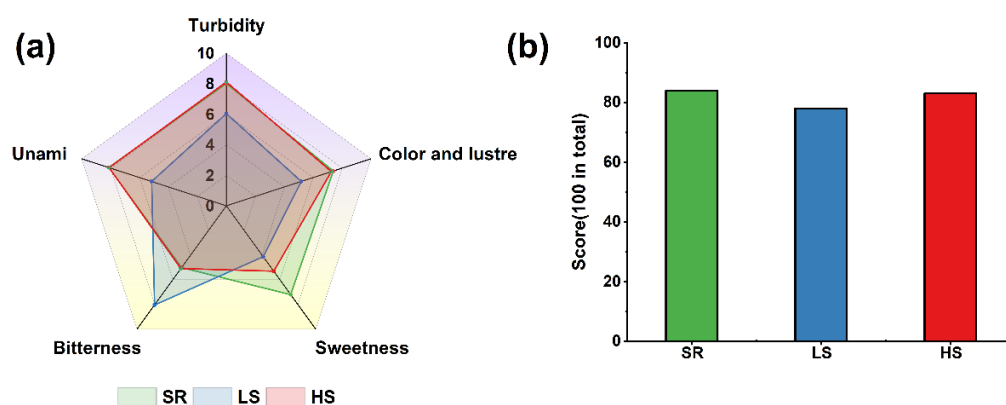 (a)
Turbidity
10
8
6
4
2
0
Unami
Color and lustre
Bitterness
Sweetness
SR
LS
HS
(b)
Score(100 in total)
100
80
60
40
20
0
SR
LS
HS